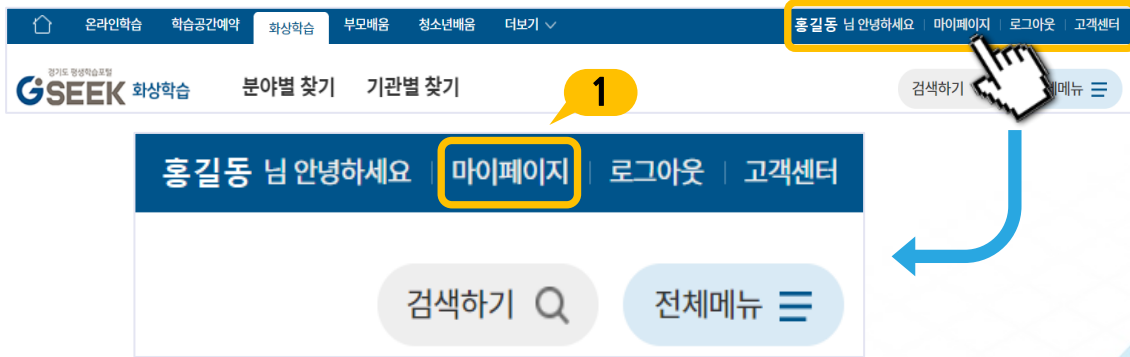 온라인학습 학습공간예약 화상학습 부모배움 청소년배움 더보기 홍길동 님 안녕하세요 마이페이지 로그아웃 고객센터
경기도 평생학습포털
GSEEK 화상학습 분야별 찾기 기관별 찾기 검색하기 메뉴
1
홍길동 님 안녕하세요 마이페이지 로그아웃 고객센터
검색하기 전체메뉴